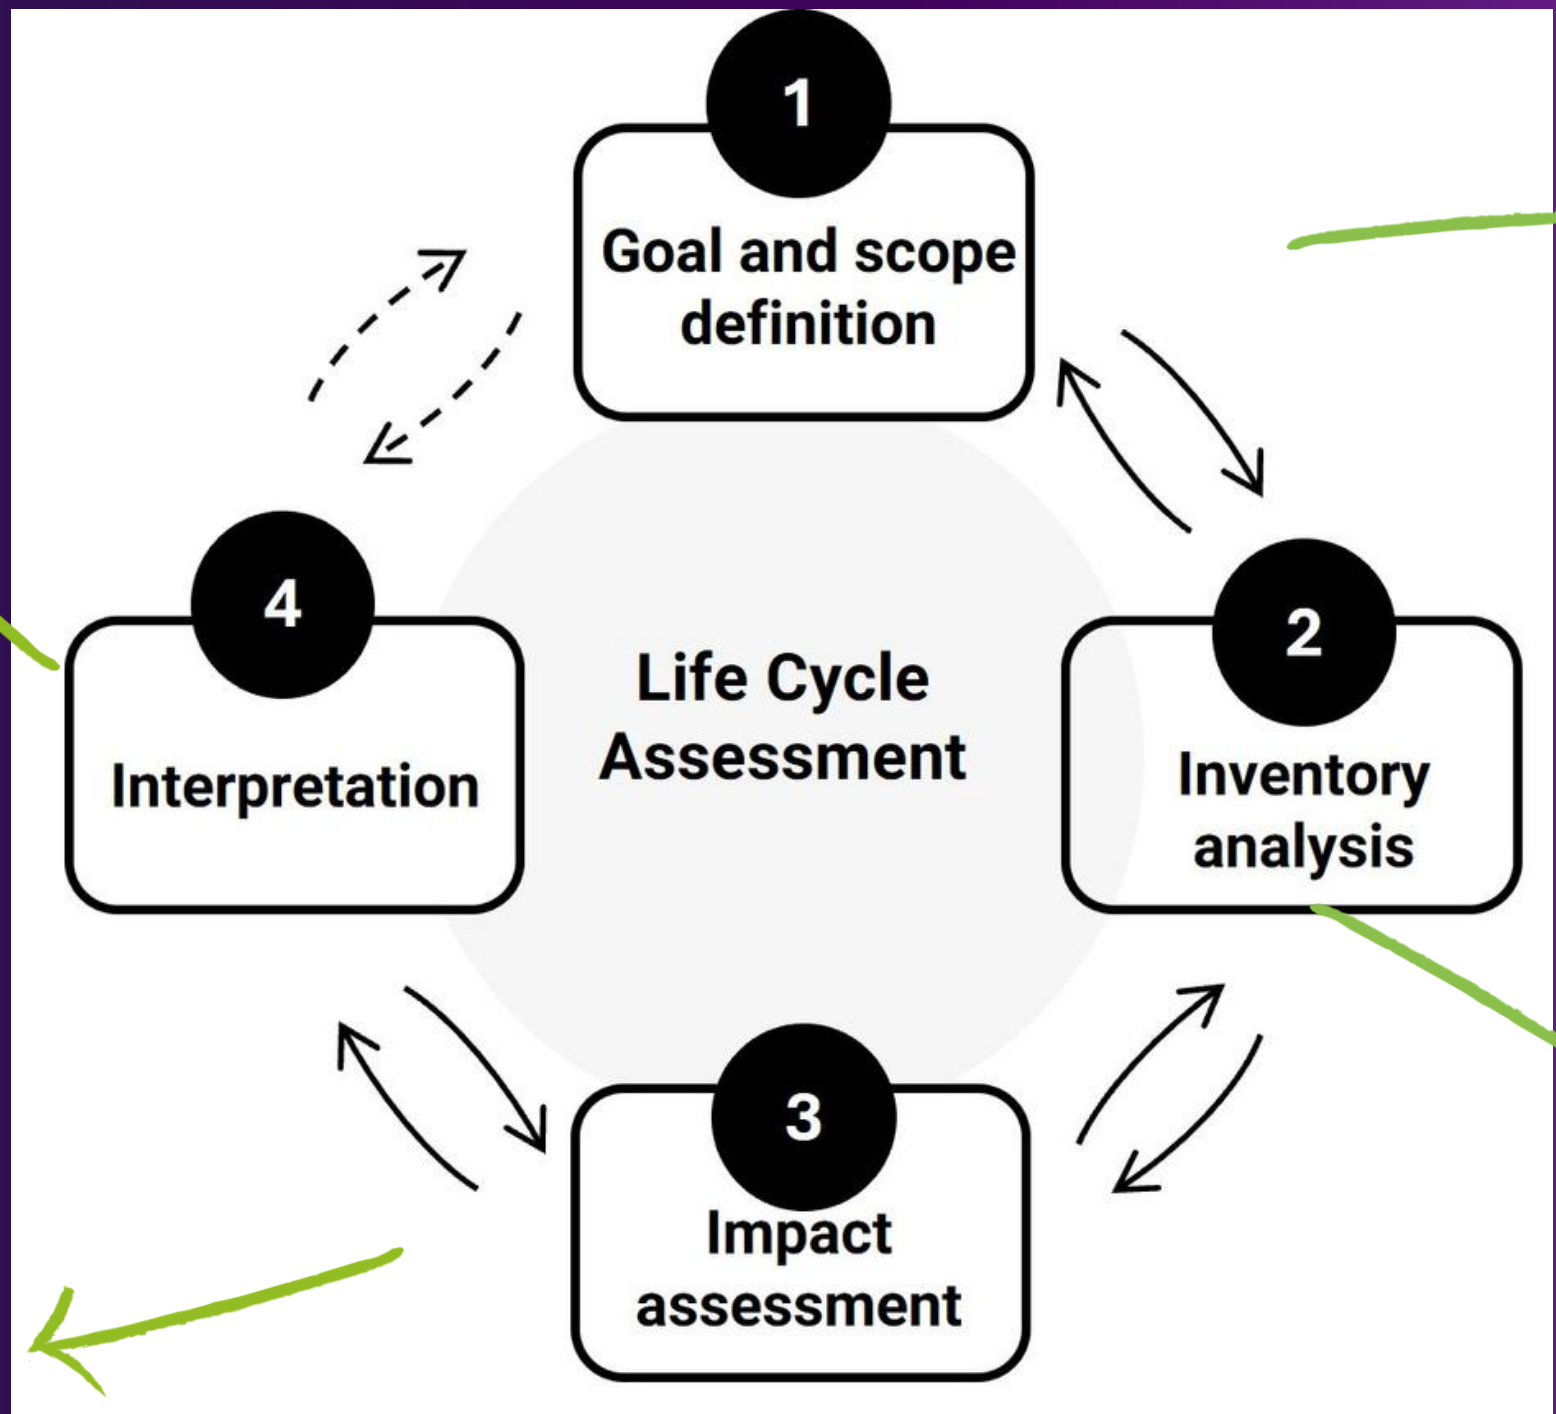 1
Goal and scope
definition
2
Inventory
analysis
3
Impact
assessment
4
Interpretation
Life Cycle
Assessment